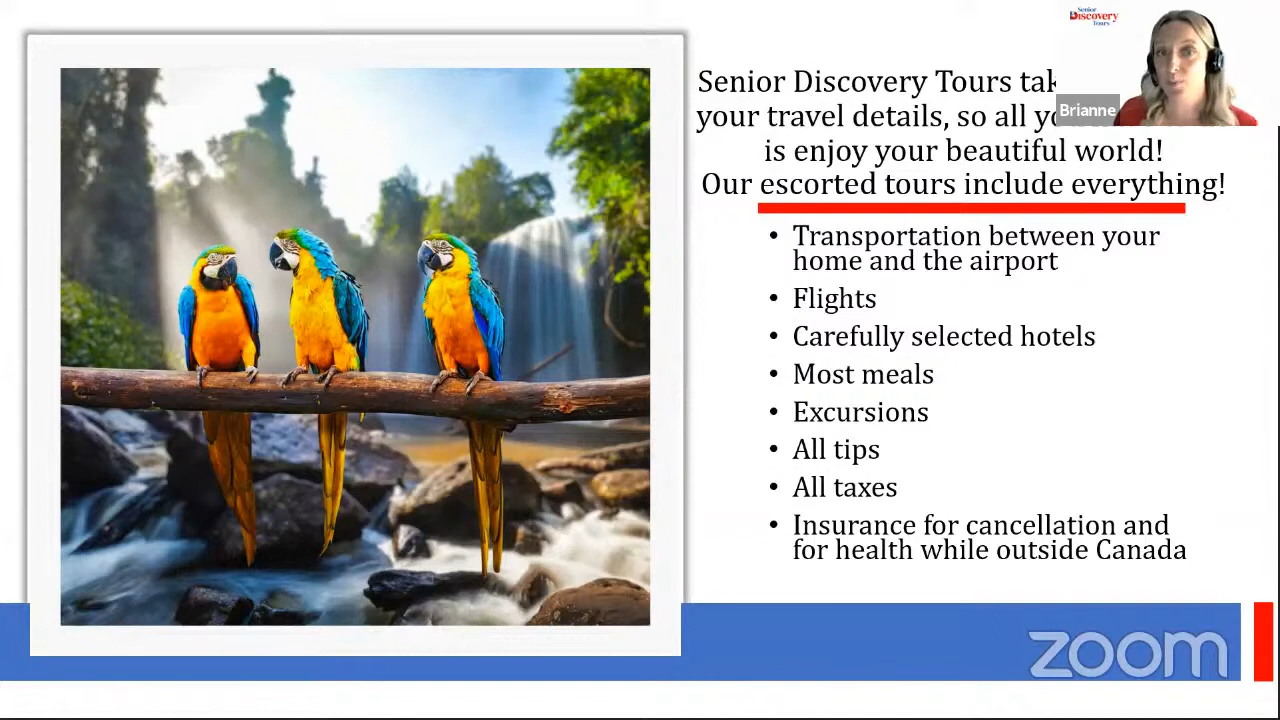 Senior
Discovery
Tours
Senior Discovery Tours
your travel details, so all
Brianne
is enjoy your beautiful world!
Our escorted tours include everything!
• Transportation between your
home and the airport
• Flights
• Carefully selected hotels
• Most meals
• Excursions
• All tips
• All taxes
• Insurance for cancellation and
for health while outside Canada
zoom